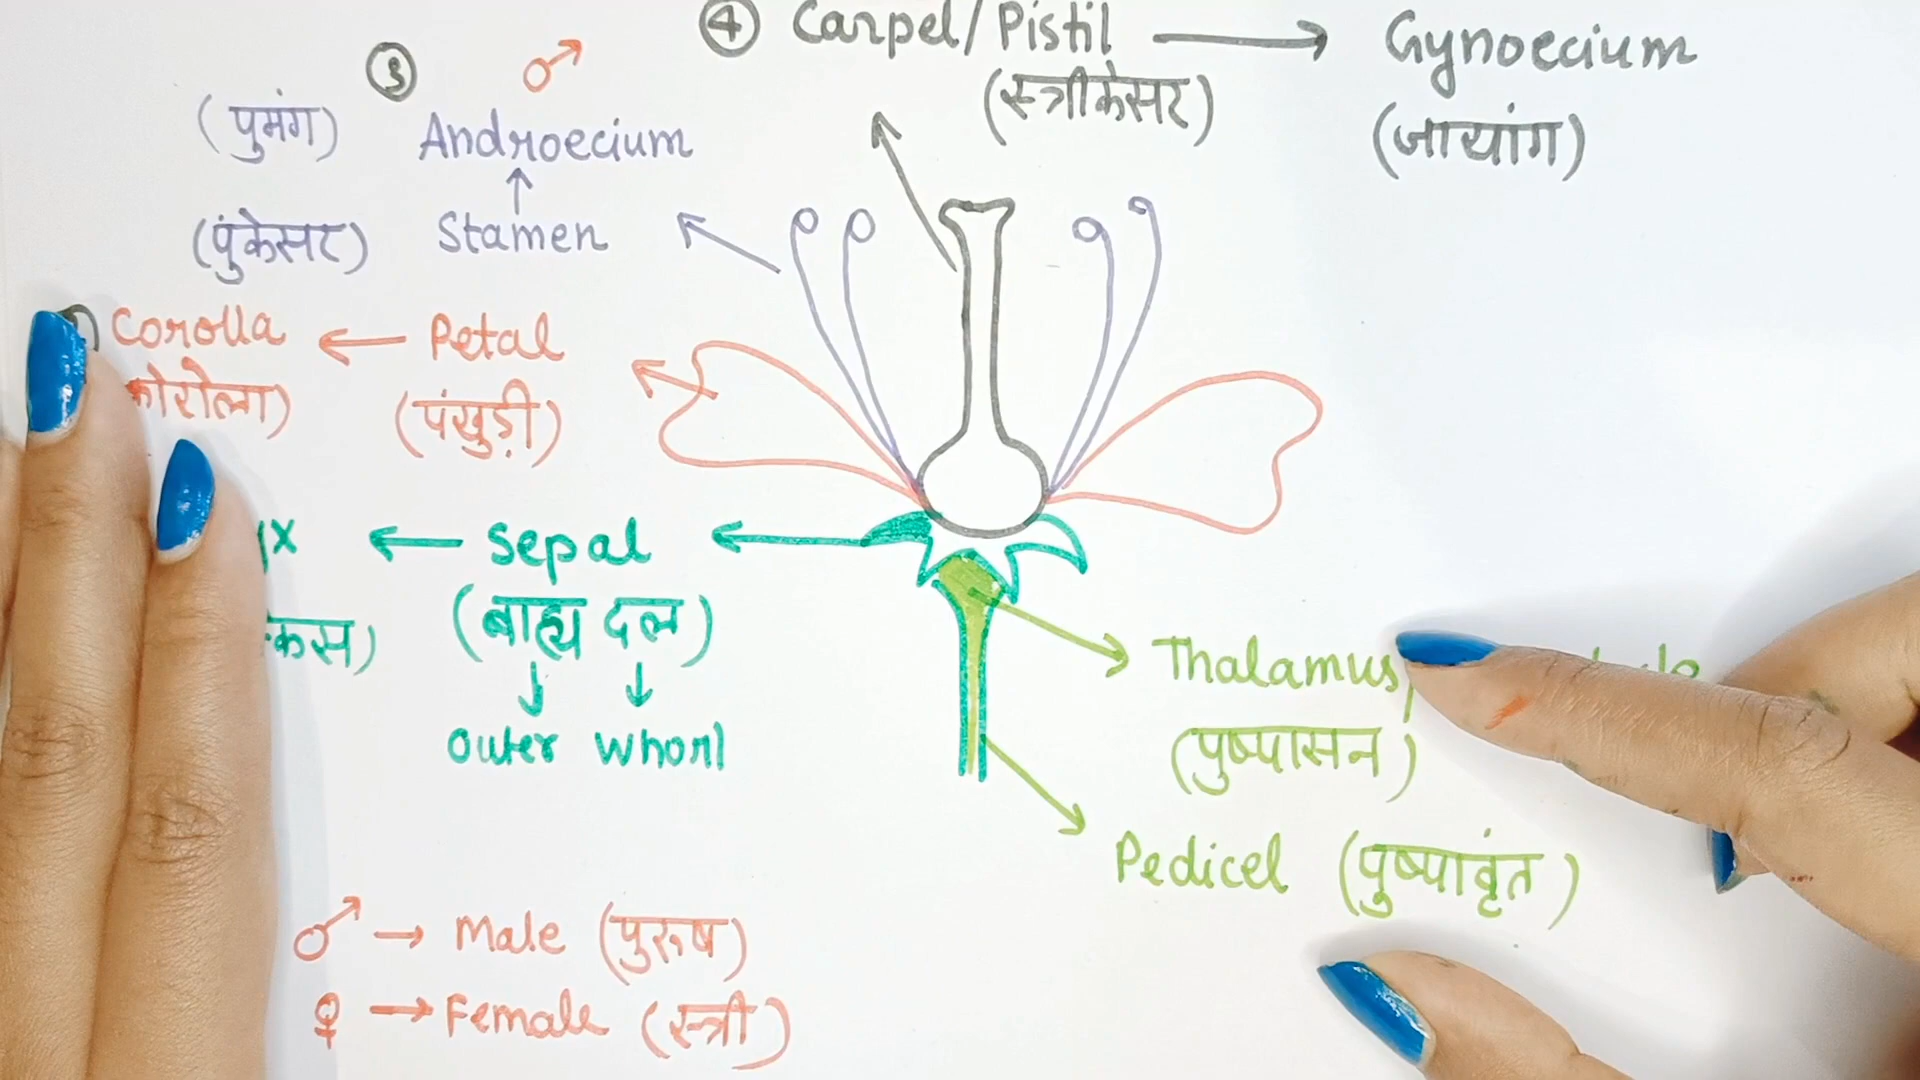 ④ Carpel/Pistil → Gynoecium
(स्त्रीकेसर) (जायांग)
③ ♂
(पुमंग) Androecium
↑
(पुंकेसर) Stamen
Corolla ← Petal
कोरोला) (पंखुड़ी)
x ← Sepal
कस) (बाह्य दल)
↓ ↓
outer whorl
Thalamus
(पुष्पासन)
Pedicel (पुष्पावृंत)
♂ → Male (पुरुष)
♀ → Female (स्त्री)